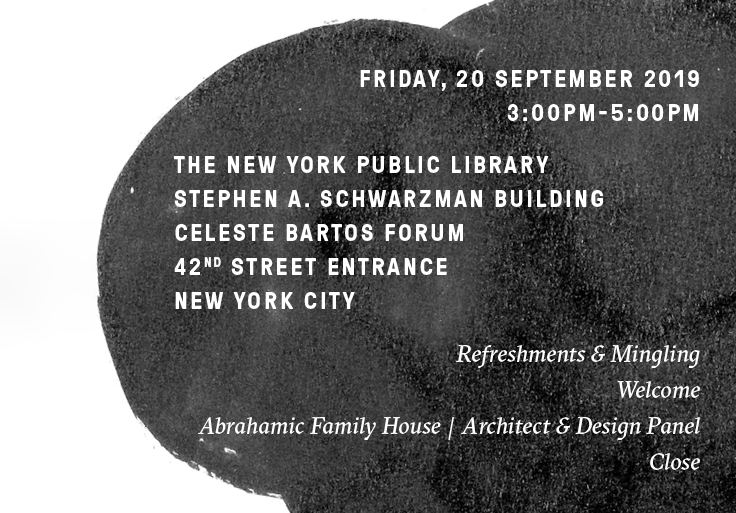 FRIDAY, 20 SEPTEMBER 2019
3:00PM-5:00PM
THE NEW YORK PUBLIC LIBRARY
STEPHEN A. SCHWARZMAN BUILDING
CELESTE BARTOS FORUM
42ND STREET ENTRANCE
NEW YORK CITY
Refreshments & Mingling
Welcome
Abrahamic Family House | Architect & Design Panel
Close